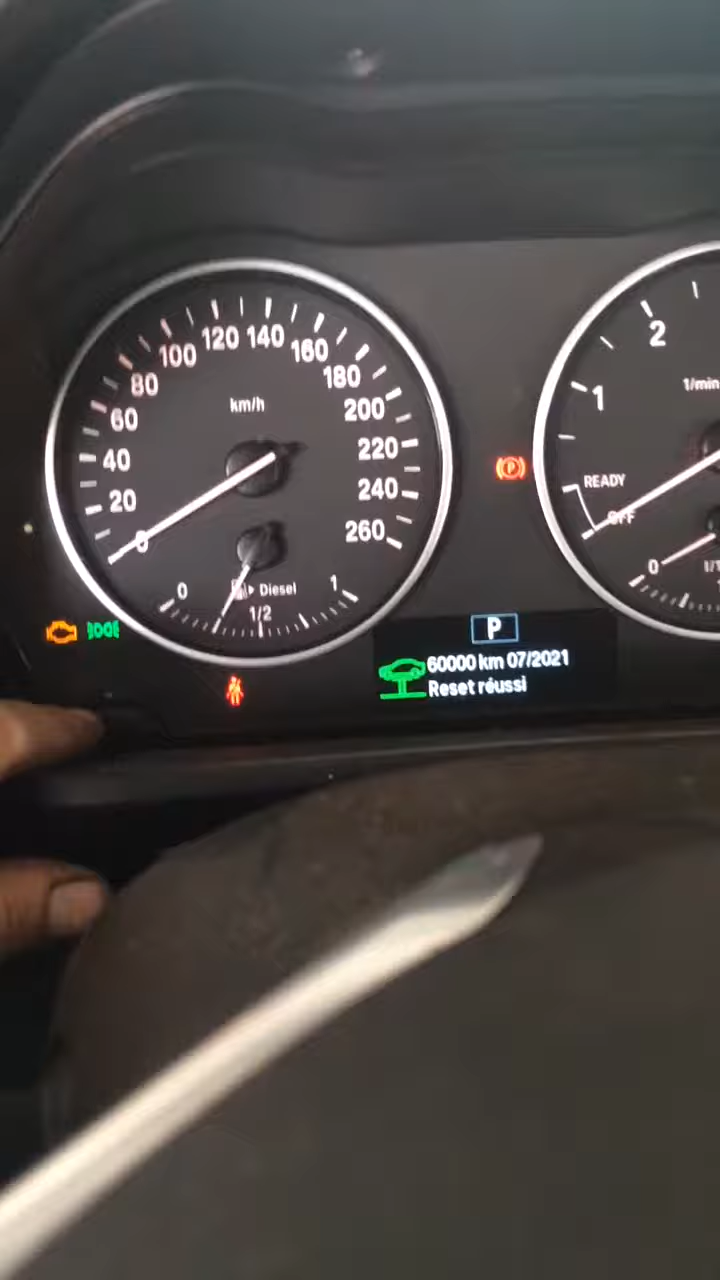 120 140
100 160
80 180
60 km/h 200
40 220
20 240
0 260
0 Diesel 1
1/2
2
1 1/min
READY
OFF
0
P
60000 km 07/2021
Reset réussi